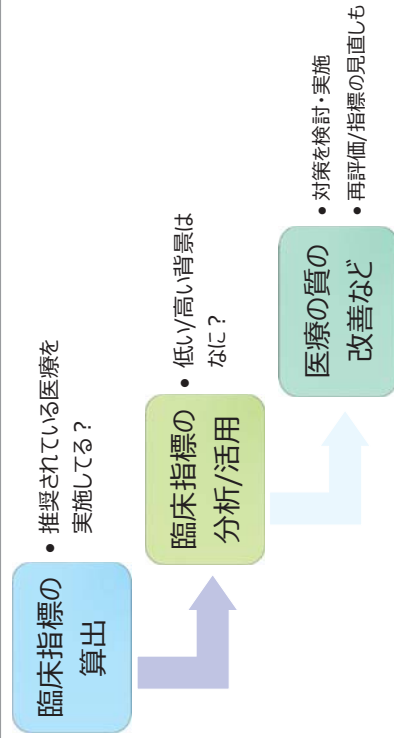 臨床指標の
算出
• 推奨されている医療を
実施してる？
臨床指標の
分析/活用
• 低い/高い背景は
なに？
医療の質の
改善など
• 対策を検討・実施
• 再評価/指標の見直しも